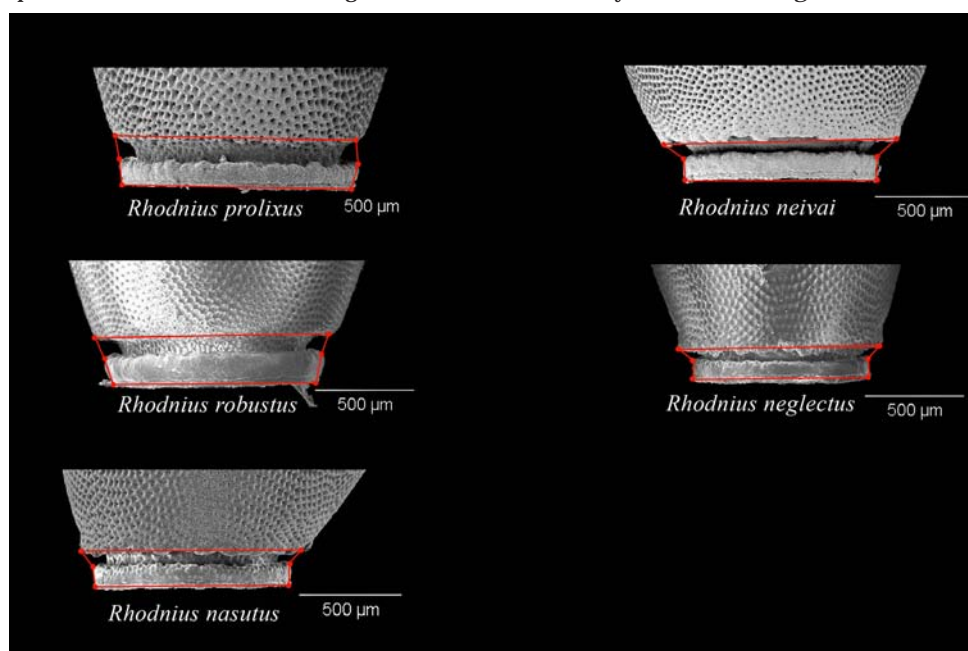 Rhodnius prolixus
500 µm
Rhodnius neivai
500 µm
Rhodnius robustus
500 µm
Rhodnius neglectus
500 µm
Rhodnius nasutus
500 µm